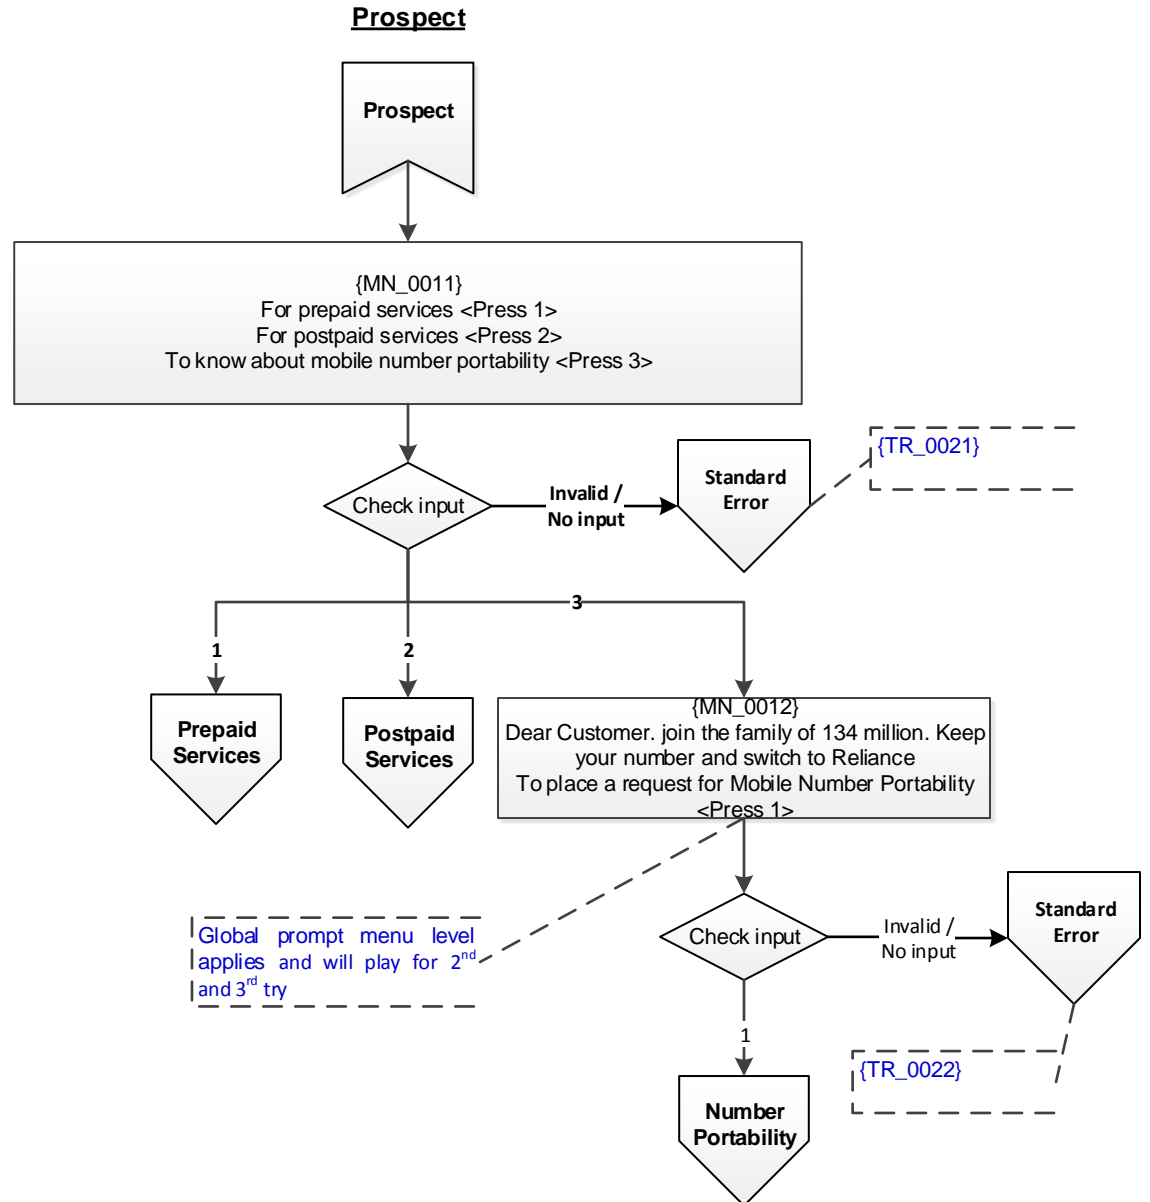 Prospect
Prospect
{MN_0011}
For prepaid services <Press 1>
For postpaid services <Press 2>
To know about mobile number portability <Press 3>
{TR_0021}
Standard
Error
Check input
Invalid /
No input
3
1
2
Prepaid
Services
Postpaid
Services
{MN_0012}
Dear Customer. join the family of 134 million. Keep
your number and switch to Reliance
To place a request for Mobile Number Portability
<Press 1>
Global prompt menu level
applies and will play for 2nd
and 3rd try
Check input
Invalid /
No input
Standard
Error
1
{TR_0022}
Number
Portability